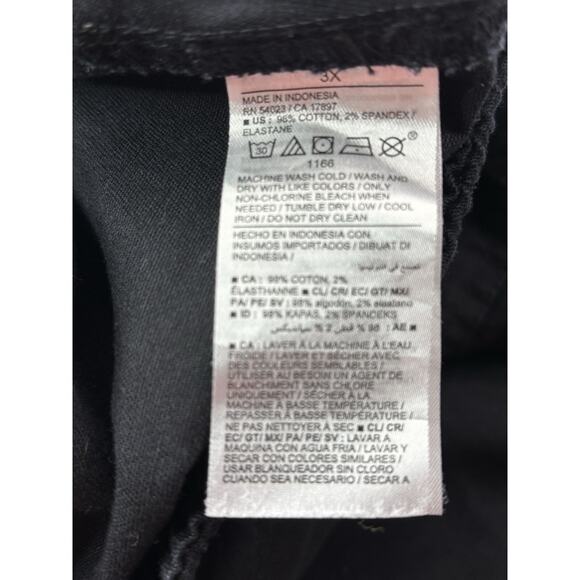 3X
MADE IN INDONESIA
RN 54023 / CA 17897
■ US : 98% COTTON, 2% SPANDEX /
ELASTANE
30 ®
1166
MACHINE WASH COLD / WASH AND
DRY WITH LIKE COLORS / ONLY
NON-CHLORINE BLEACH WHEN
NEEDED / TUMBLE DRY LOW / COOL
IRON / DO NOT DRY CLEAN
HECHO EN INDONESIA CON
INSUMOS IMPORTADOS / DIBUAT DI
INDONESIA /
■ CA : 98% COTON, 2%
ÉLASTHANNE ■ CL/ CR/ EC/ GT/ MX/
PA/ PE/ SV : 98% algodón, 2% elastano
■ ID : 98% KAPAS, 2% SPANDEKS
■ AE : 98 % قطن 2 % سباندیكس
■ CA : LAVER À LA MACHINE À L'EAU
FROIDE / LAVER ET SÉCHER AVEC
DES COULEURS SEMBLABLES /
UTILISER AU BESOIN UN AGENT DE
BLANCHIMENT SANS CHLORE
UNIQUEMENT / SÉCHER À LA
MACHINE À BASSE TEMPÉRATURE /
REPASSER À BASSE TEMPÉRATURE /
NE PAS NETTOYER À SEC ■ CL/ CR/
EC/ GT/ MX/ PA/ PE/ SV : LAVAR A
MAQUINA CON AGUA FRIA / LAVAR Y
SECAR CON COLORES SIMILARES /
USAR BLANQUEADOR SIN CLORO
CUANDO SEA NECESARIO / SECAR A